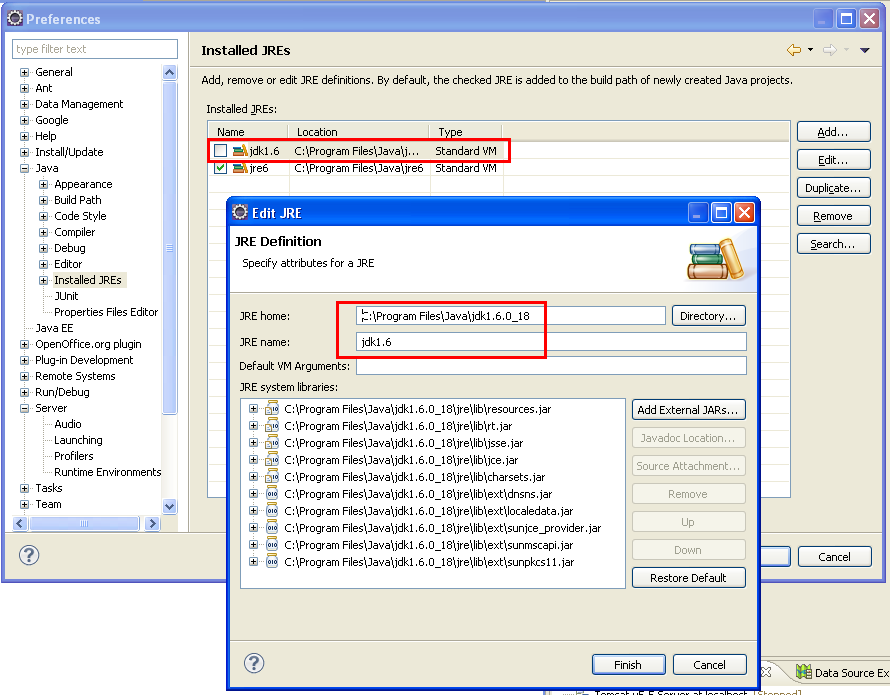 Preferences
type filter text
General
Ant
Data Management
Google
Help
Install/Update
Java
Appearance
Build Path
Code Style
Compiler
Debug
Editor
Installed JREs
JUnit
Properties Files Editor
Java EE
OpenOffice.org plugin
Plug-in Development
Remote Systems
Run/Debug
Server
Audio
Launching
Profilers
Runtime Environments
Tasks
Team
Installed JREs
Add, remove or edit JRE definitions. By default, the checked JRE is added to the build path of newly created Java projects.
Installed JREs:
Name Location Type
jdk1.6 C:\Program Files\Java\j... Standard VM
jre6 C:\Program Files\Java\jre6 Standard VM
Add...
Edit...
Duplicate...
Remove
Search...
Cancel
Edit JRE
JRE Definition
Specify attributes for a JRE
JRE home: C:\Program Files\Java\jdk1.6.0_18 Directory...
JRE name: jdk1.6
Default VM Arguments:
JRE system libraries:
C:\Program Files\Java\jdk1.6.0_18\jre\lib\resources.jar
C:\Program Files\Java\jdk1.6.0_18\jre\lib\rt.jar
C:\Program Files\Java\jdk1.6.0_18\jre\lib\jsse.jar
C:\Program Files\Java\jdk1.6.0_18\jre\lib\jce.jar
C:\Program Files\Java\jdk1.6.0_18\jre\lib\charsets.jar
C:\Program Files\Java\jdk1.6.0_18\jre\lib\ext\dnsns.jar
C:\Program Files\Java\jdk1.6.0_18\jre\lib\ext\localedata.jar
C:\Program Files\Java\jdk1.6.0_18\jre\lib\ext\sunjce_provider.jar
C:\Program Files\Java\jdk1.6.0_18\jre\lib\ext\sunmscapi.jar
C:\Program Files\Java\jdk1.6.0_18\jre\lib\ext\sunpkcs11.jar
Add External JARs...
Javadoc Location...
Source Attachment...
Remove
Up
Down
Restore Default
Finish
Cancel
Data Source Ex
Server at localhost [Stopped]